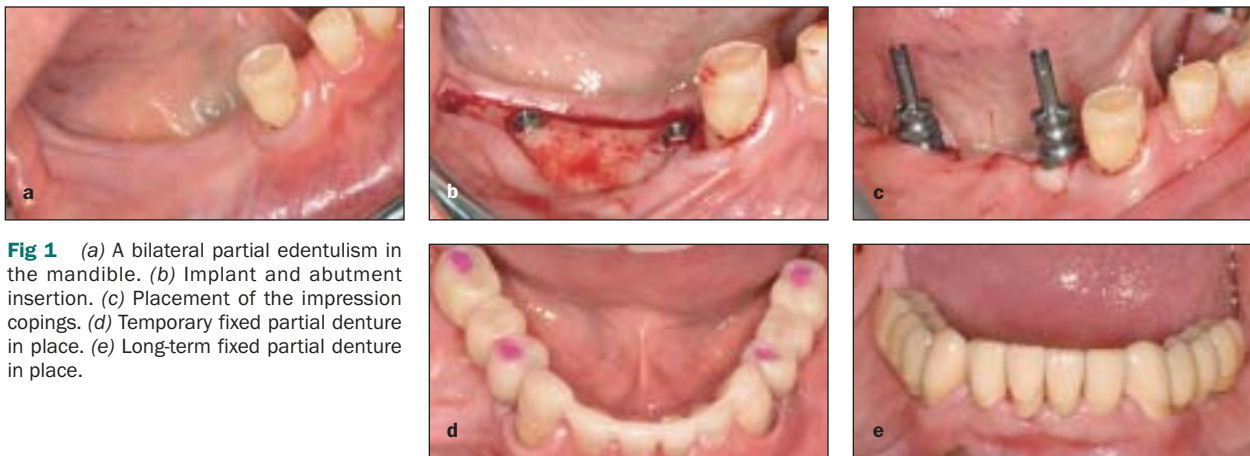 a
b
c
Fig 1 (a) A bilateral partial edentulism in
the mandible. (b) Implant and abutment
insertion. (c) Placement of the impression
copings. (d) Temporary fixed partial denture
in place. (e) Long-term fixed partial denture
in place.
d
e